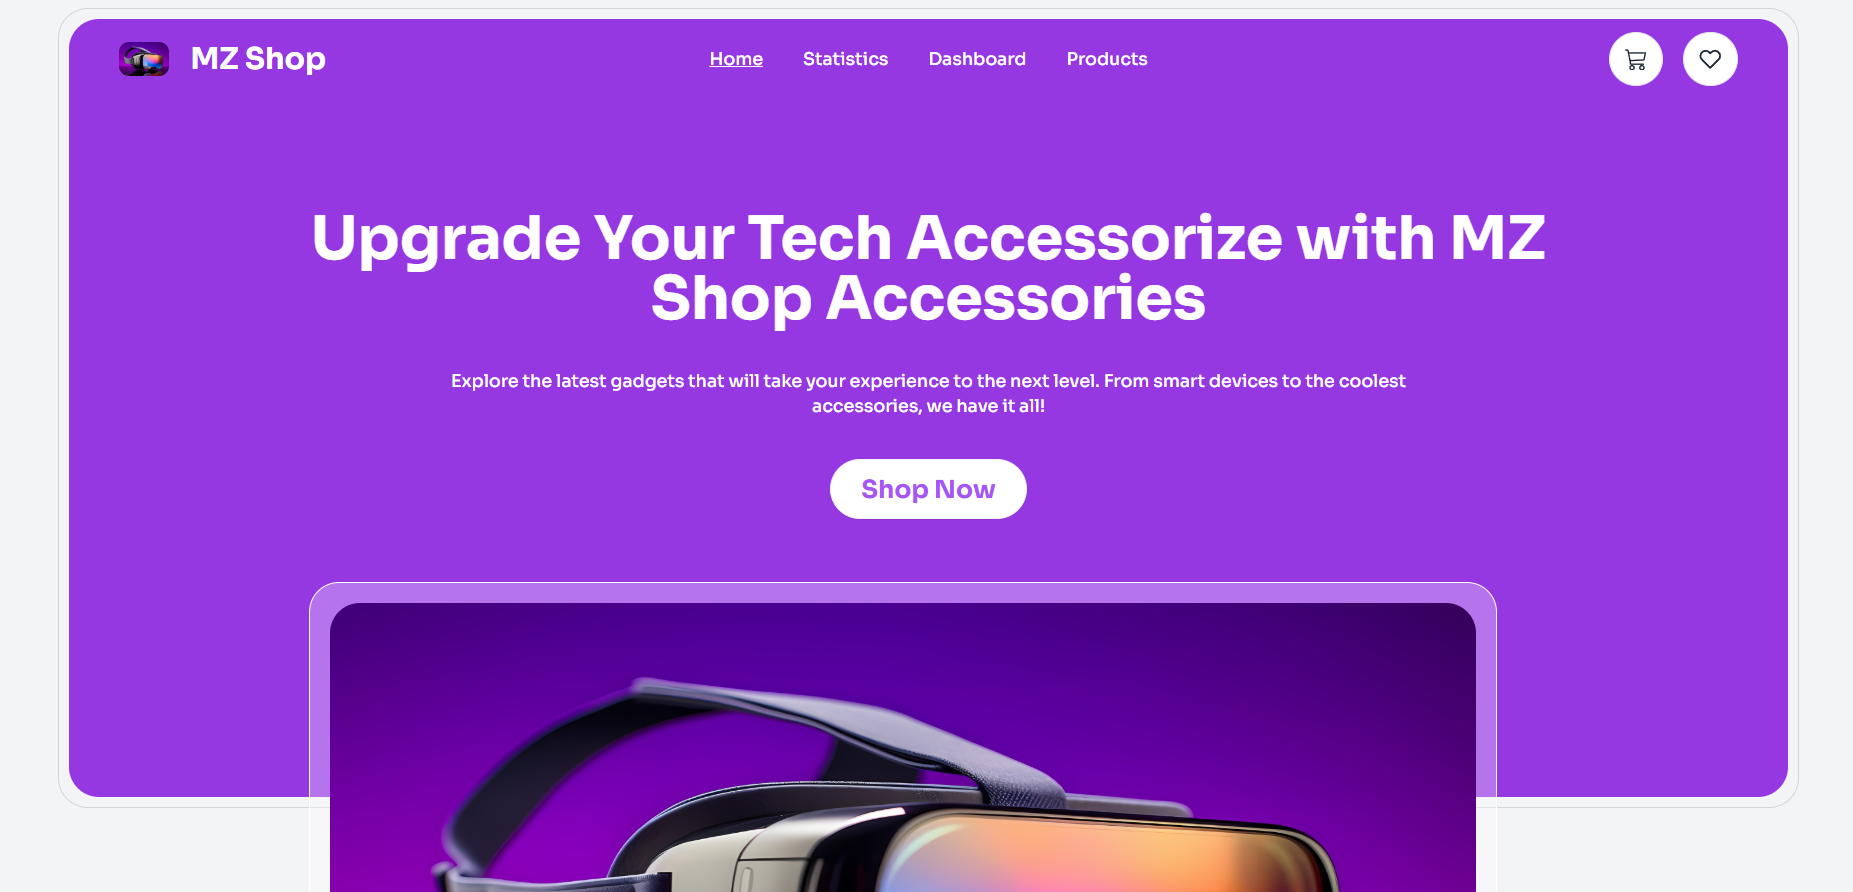 MZ Shop
Home
Statistics
Dashboard
Products
Upgrade Your Tech Accessorize with MZ
Shop Accessories
Explore the latest gadgets that will take your experience to the next level. From smart devices to the coolest
accessories, we have it all!
Shop Now